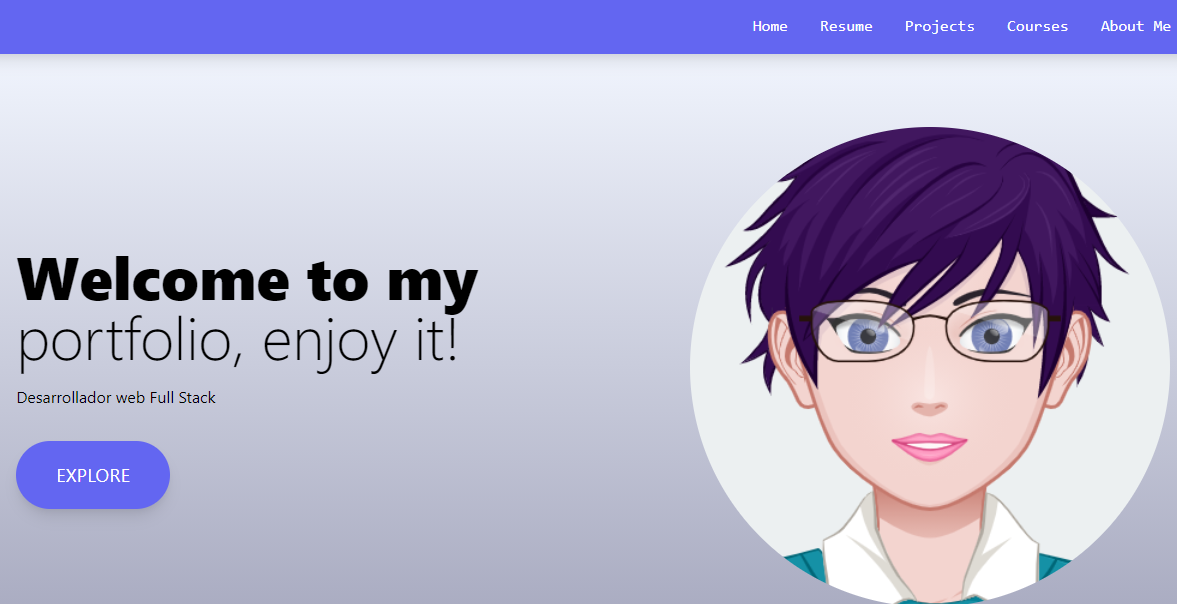 Home Resume Projects Courses About Me
Welcome to my
portfolio, enjoy it!
Desarrollador web Full Stack
EXPLORE